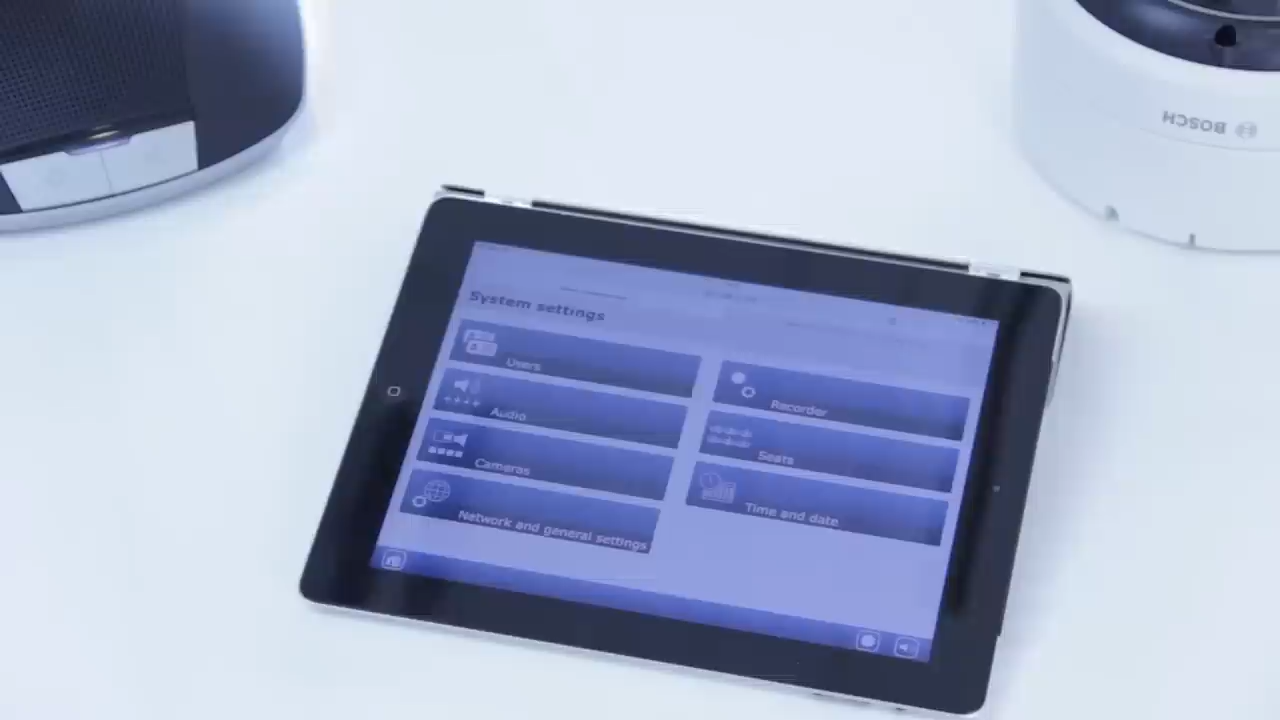 BOSCH
System settings
Users
Audio
Cameras
Network and general settings
Recorder
Seats
Time and date